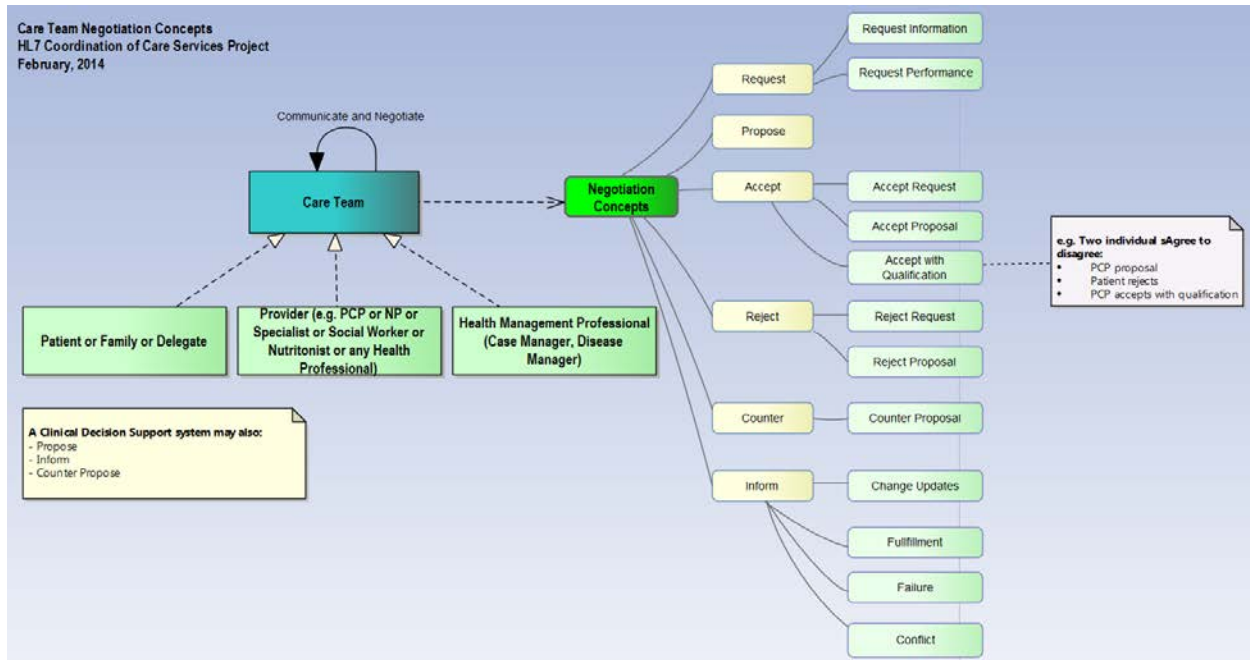 Care Team Negotiation Concepts
HL7 Coordination of Care Services Project
February, 2014
Communicate and Negotiate
Care Team
Patient or Family or Delegate
Provider (e.g. PCP or NP or
Specialist or Social Worker or
Nutritonist or any Health
Professional)
Health Management Professional
(Case Manager, Disease
Manager)
A Clinical Decision Support system may also:
- Propose
- Inform
- Counter Propose
Negotiation
Concepts
Request
Request Information
Request Performance
Propose
Accept
Accept Request
Accept Proposal
Accept with
Qualification
e.g. Two individual sAgree to
disagree:
• PCP proposal
• Patient rejects
• PCP accepts with qualification
Reject
Reject Request
Reject Proposal
Counter
Counter Proposal
Inform
Change Updates
Fullfillment
Failure
Conflict